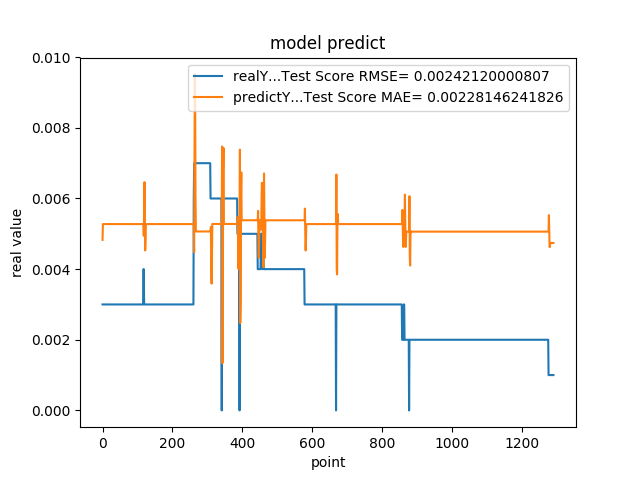 model predict
realY...Test Score RMSE= 0.00242120000807
predictY...Test Score MAE= 0.00228146241826
0.010
0.008
0.006
0.004
0.002
0.000
real value
0 200 400 600 800 1000 1200
point